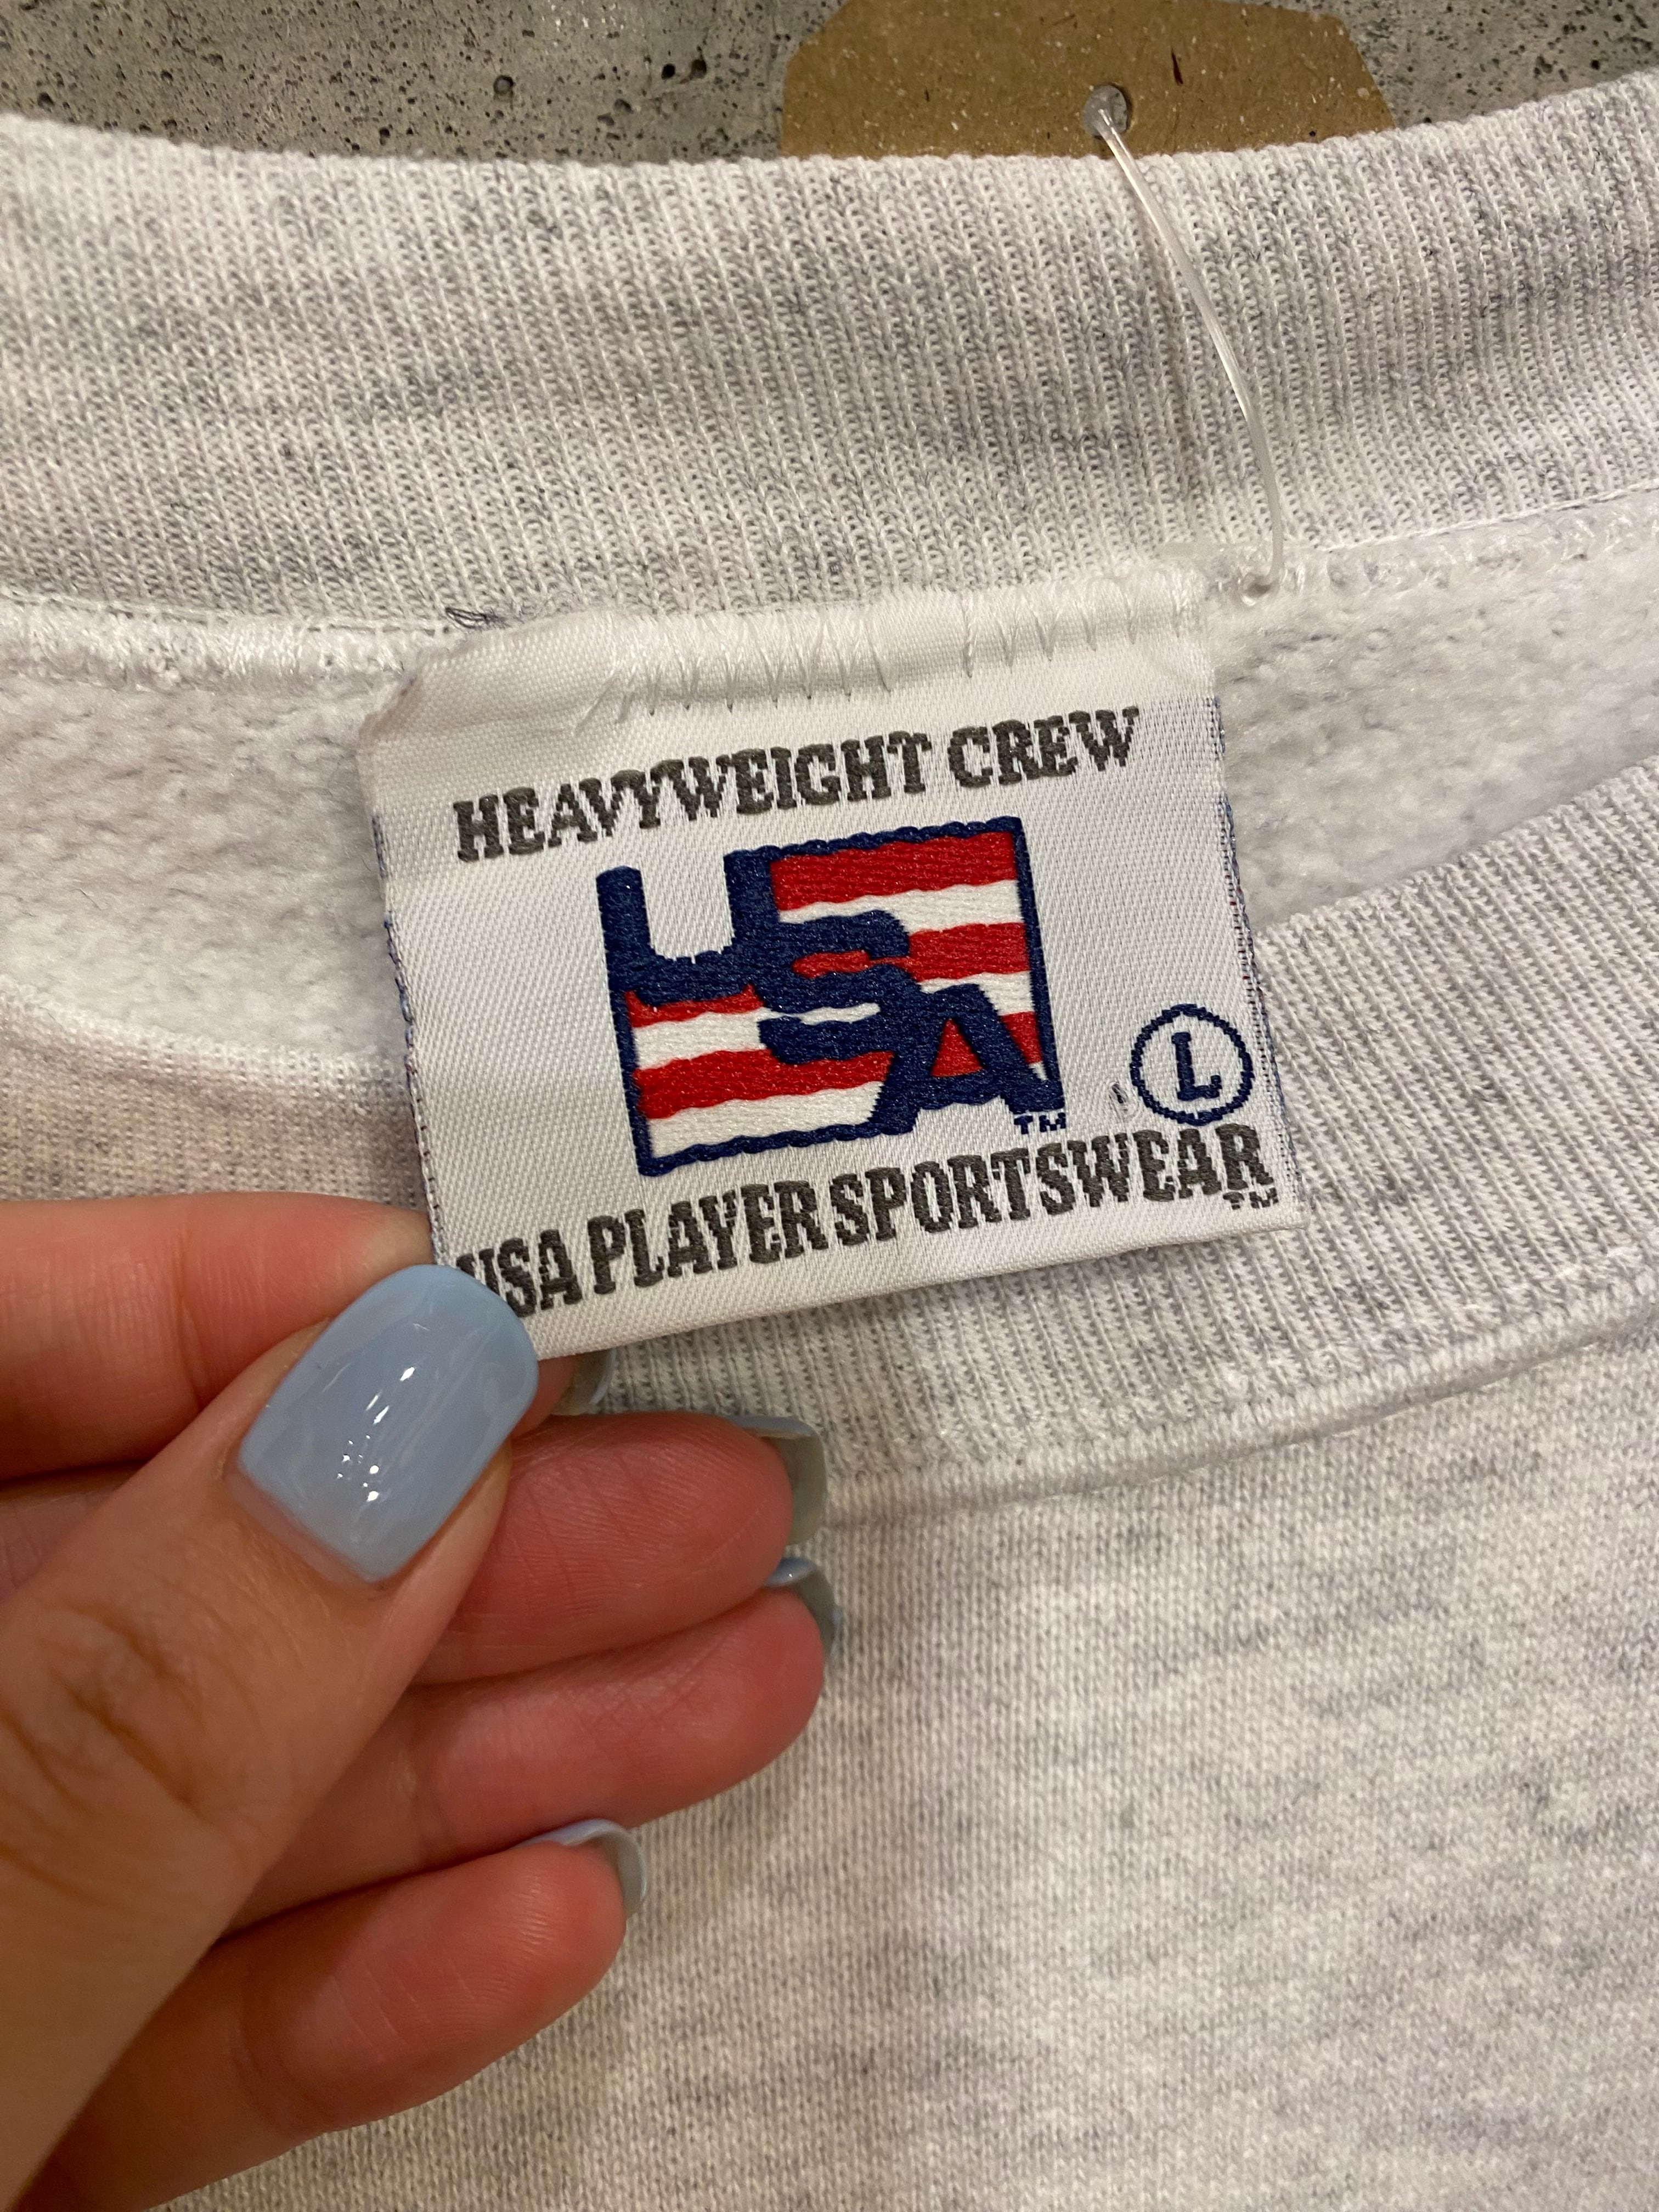 HEAVYWEIGHT CREW
USA
TM
L
USA PLAYER SPORTSWEAR
TM